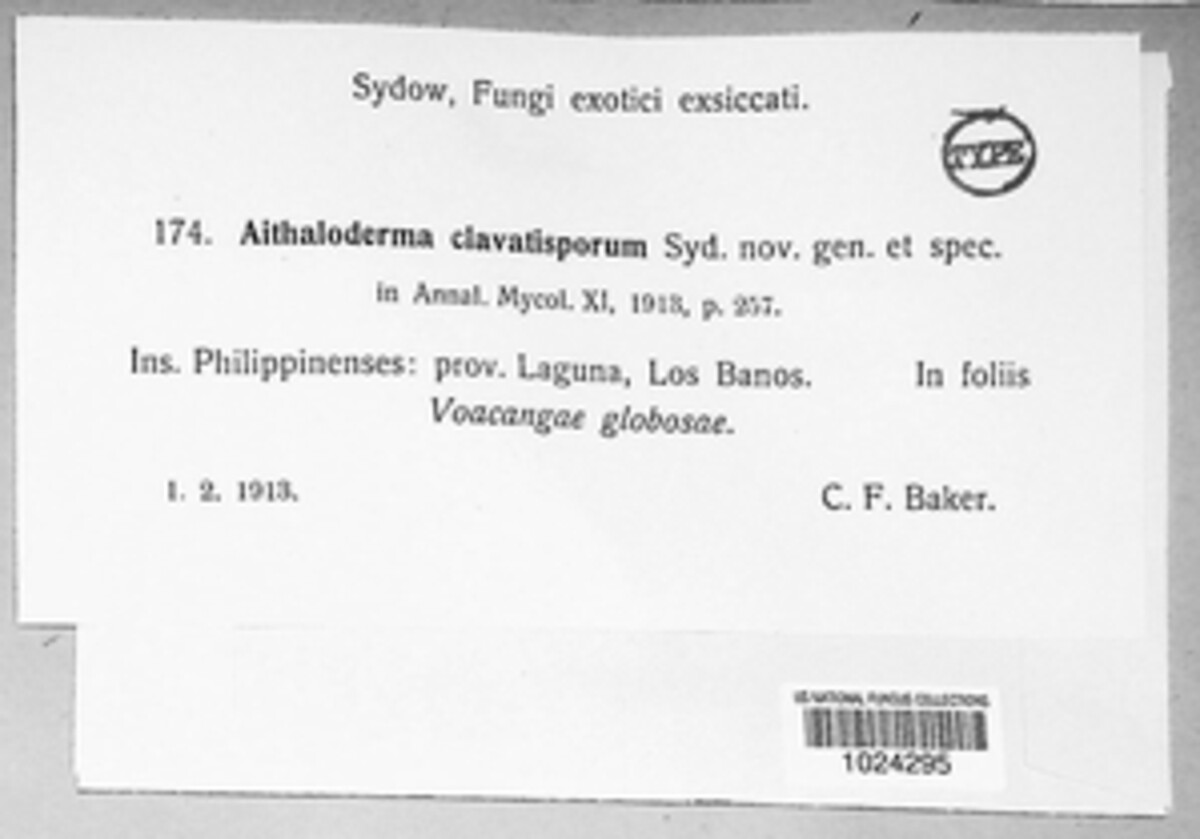 Sydow, Fungi exotici exsiccati.
TYPE
174. Aithaloderma clavatisporum Syd. nov. gen. et spec.
in Annal. Mycol. XI, 1913, p. 257.
Ins. Philippinenses: prov. Laguna, Los Banos. In foliis
Voacangae globosae.
1. 2. 1913. C. F. Baker.
US NATIONAL FUNGUS COLLECTIONS
1024295